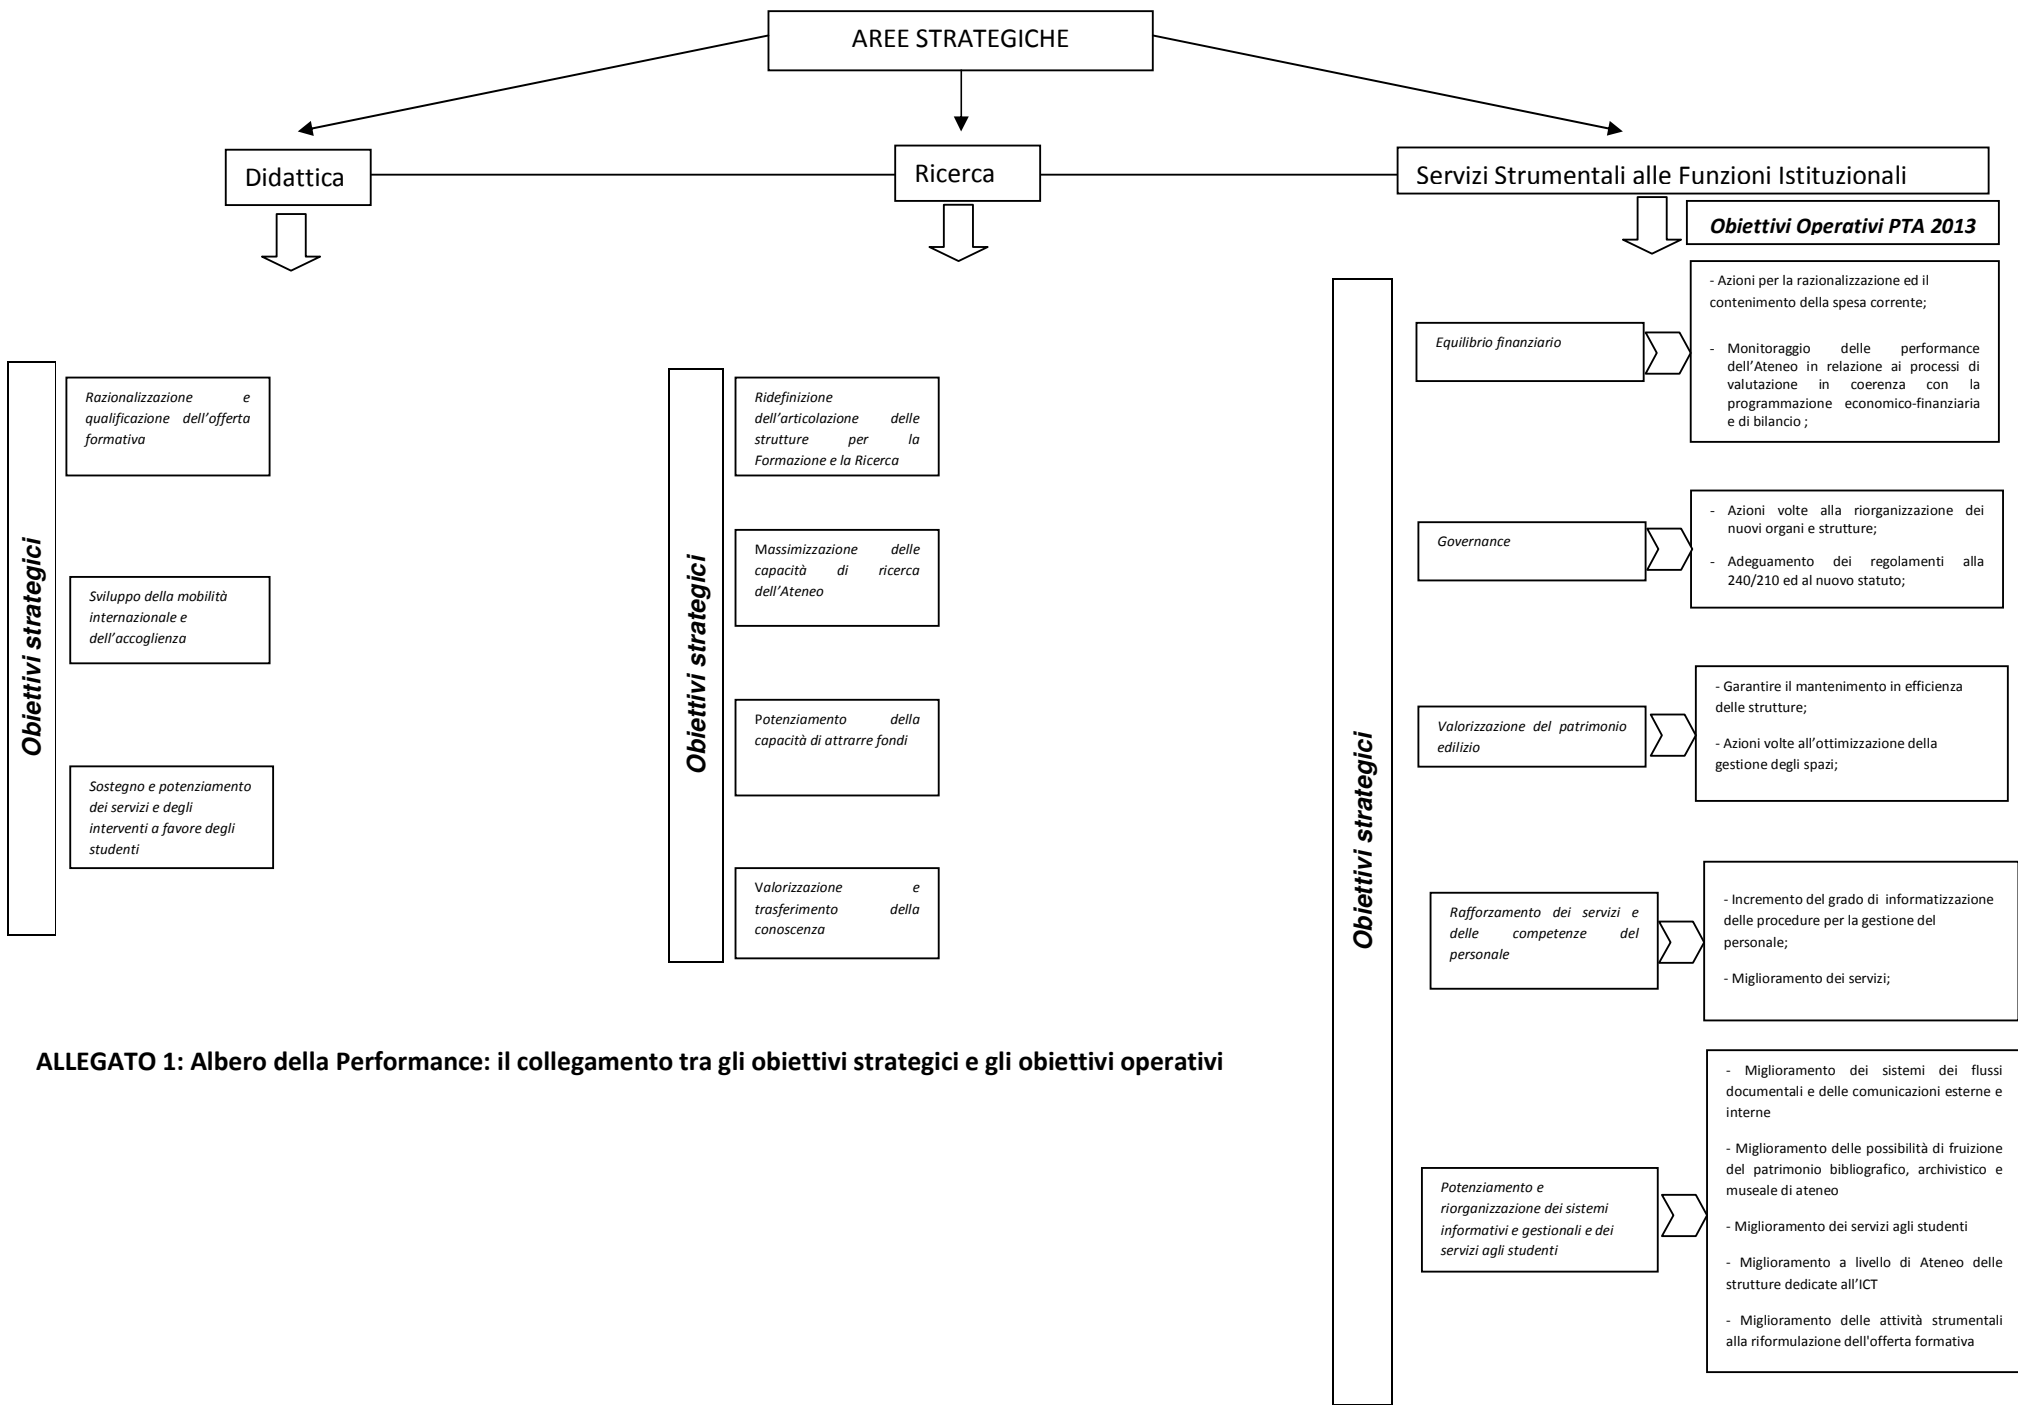 AREE STRATEGICHE
Didattica
Ricerca
Servizi Strumentali alle Funzioni Istituzionali
Obiettivi Operativi PTA 2013
Obiettivi strategici
Razionalizzazione e
qualificazione dell'offerta
formativa
Sviluppo della mobilità
internazionale e
dell'accoglienza
Sostegno e potenziamento
dei servizi e degli
interventi a favore degli
studenti
Obiettivi strategici
Ridefinizione
dell'articolazione delle
strutture per la
Formazione e la Ricerca
Massimizzazione delle
capacità di ricerca
dell'Ateneo
Potenziamento della
capacità di attrarre fondi
Valorizzazione e
trasferimento della
conoscenza
Obiettivi strategici
Equilibrio finanziario
- Azioni per la razionalizzazione ed il
contenimento della spesa corrente;
- Monitoraggio delle performance
dell'Ateneo in relazione ai processi di
valutazione in coerenza con la
programmazione economico-finanziaria
e di bilancio ;
Governance
- Azioni volte alla riorganizzazione dei
nuovi organi e strutture;
- Adeguamento dei regolamenti alla
240/210 ed al nuovo statuto;
Valorizzazione del patrimonio
edilizio
- Garantire il mantenimento in efficienza
delle strutture;
- Azioni volte all'ottimizzazione della
gestione degli spazi;
Rafforzamento dei servizi e
delle competenze del
personale
- Incremento del grado di informatizzazione
delle procedure per la gestione del
personale;
- Miglioramento dei servizi;
Potenziamento e
riorganizzazione dei sistemi
informativi e gestionali e dei
servizi agli studenti
- Miglioramento dei sistemi dei flussi
documentali e delle comunicazioni esterne e
interne
- Miglioramento delle possibilità di fruizione
del patrimonio bibliografico, archivistico e
museale di ateneo
- Miglioramento dei servizi agli studenti
- Miglioramento a livello di Ateneo delle
strutture dedicate all'ICT
- Miglioramento delle attività strumentali
alla riformulazione dell'offerta formativa
ALLEGATO 1: Albero della Performance: il collegamento tra gli obiettivi strategici e gli obiettivi operativi